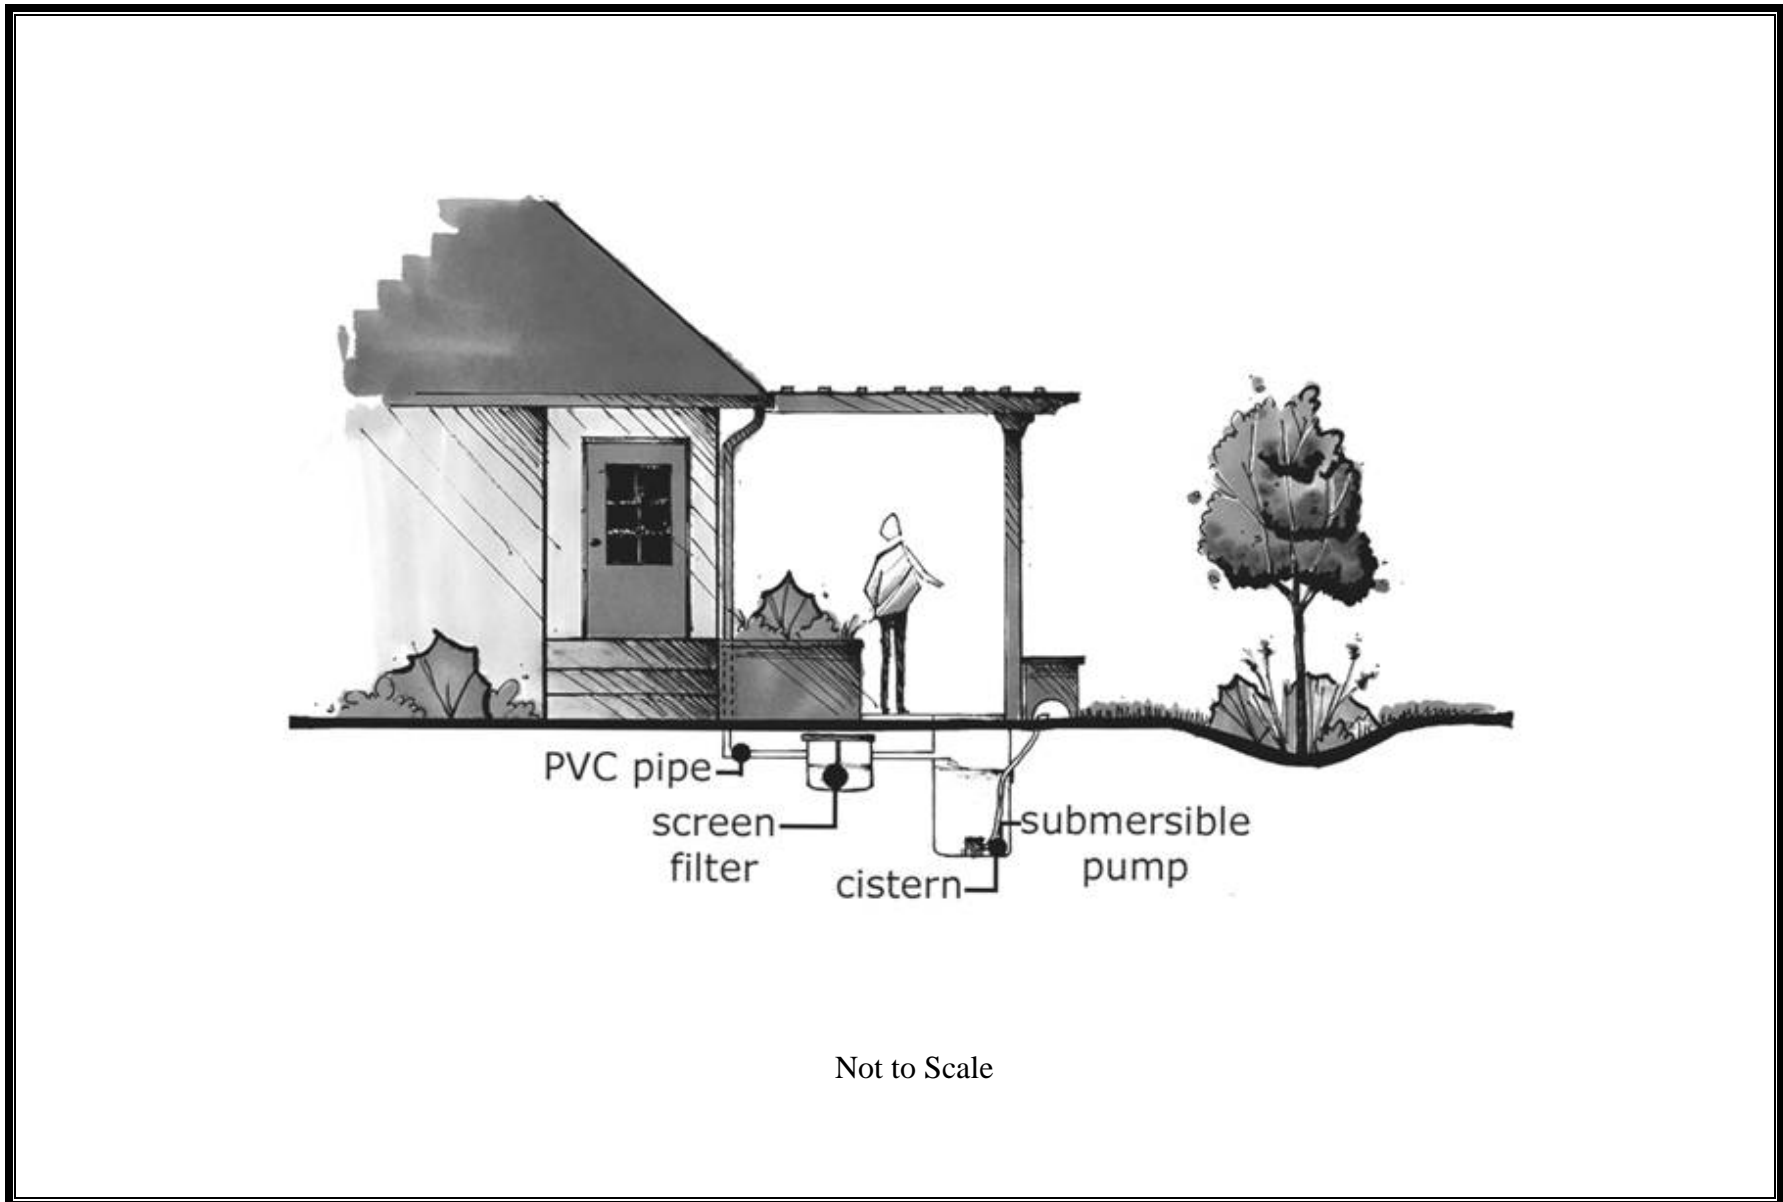 PVC pipe
screen
filter
submersible
pump
cistern
Not to Scale